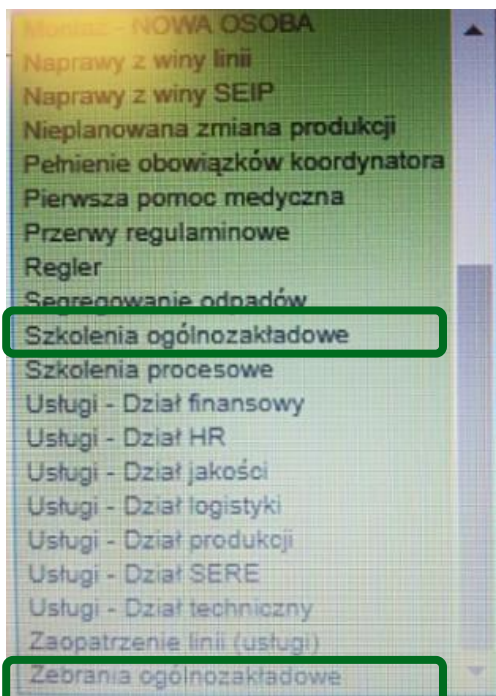 Montaż - NOWA OSOBA
Naprawy z winy linii
Naprawy z winy SEIP
Nieplanowana zmiana produkcji
Pełnienie obowiązków koordynatora
Pierwsza pomoc medyczna
Przerwy regulaminowe
Regler
Segregowanie odpadów
Szkolenia ogólnozakładowe
Szkolenia procesowe
Usługi - Dział finansowy
Usługi - Dział HR
Usługi - Dział jakości
Usługi - Dział logistyki
Usługi - Dział produkcji
Usługi - Dział SERE
Usługi - Dział techniczny
Zaopatrzenie linii (usługi)
Zebrania ogólnozakładowe